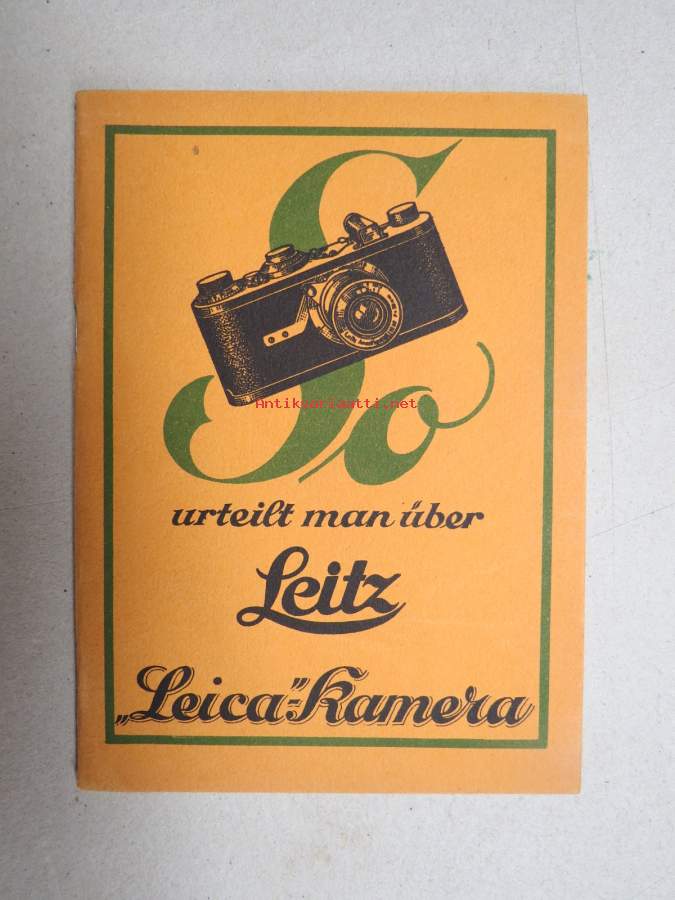 So
Antikvariaatti.net
urteilt man über
Leitz
„Leica"-Kamera